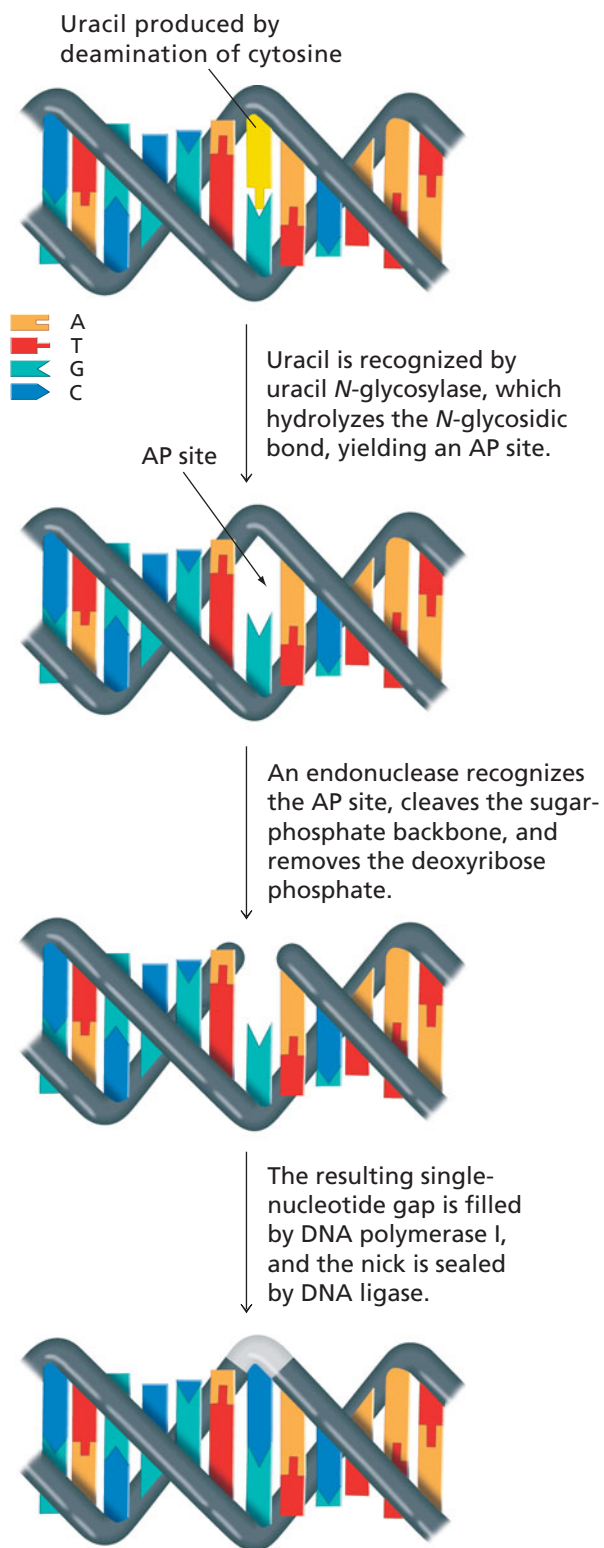 Uracil produced by
deamination of cytosine
A
T
G
C
Uracil is recognized by
uracil N-glycosylase, which
hydrolyzes the N-glycosidic
bond, yielding an AP site.
AP site
An endonuclease recognizes
the AP site, cleaves the sugar-
phosphate backbone, and
removes the deoxyribose
phosphate.
The resulting single-
nucleotide gap is filled
by DNA polymerase I,
and the nick is sealed
by DNA ligase.